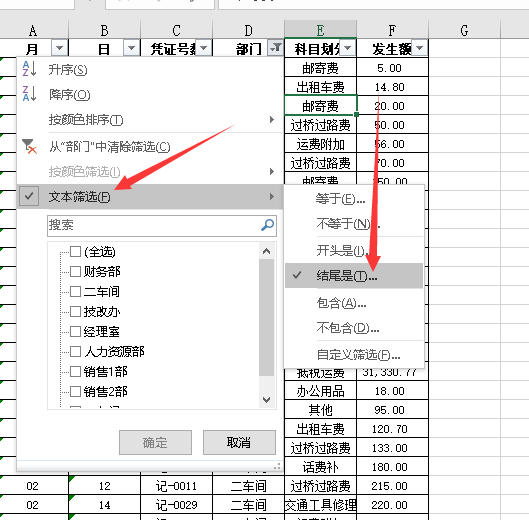 A B C D E F G
月 日 凭证号数 部门 科目划分 发生额
升序(S)
降序(O)
按颜色排序(T)
从"部门"中清除筛选(C)
按颜色筛选(I)
文本筛选(F)
搜索
(全选)
财务部
二车间
技改办
经理室
人力资源部
销售1部
销售2部
确定 取消
邮寄费 5.00
出租车费 14.80
邮寄费 20.00
过桥过路费 50.00
运费附加 56.00
过桥过路费 70.00
邮寄费 150.00
等于(E)...
不等于(N)...
开头是(I)...
结尾是(T)...
包含(A)...
不包含(D)...
自定义筛选(F)...
抵税运费 31,330.77
办公用品 18.00
其他 95.00
出租车费 120.70
过桥过路费 133.00
话费补 180.00
02 12 记-0011 二车间 过桥过路费 215.00
02 14 记-0029 二车间 交通工具修理 220.00